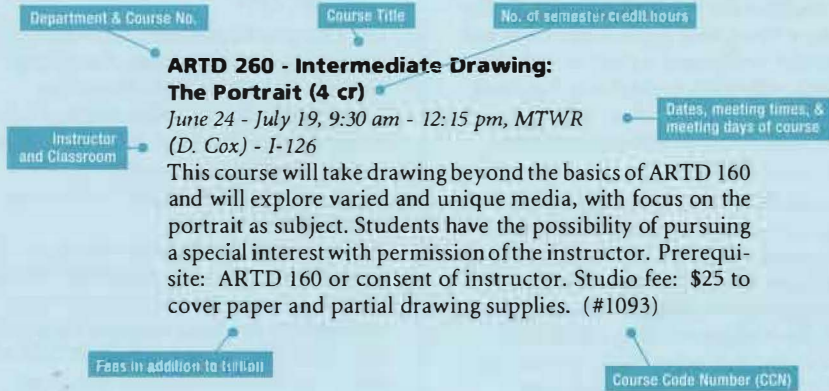 Department & Course No.
Course Title
No. of semester credit hours
ARTD 260 - Intermediate Drawing:
The Portrait (4 cr)
June 24 - July 19, 9:30 am - 12:15 pm, MTWR
Dates, meeting times, &
meeting days of course
(D. Cox) - I-126
Instructor
and Classroom
This course will take drawing beyond the basics of ARTD 160
and will explore varied and unique media, with focus on the
portrait as subject. Students have the possibility of pursuing
a special interest with permission of the instructor. Prerequi-
site: ARTD 160 or consent of instructor. Studio fee: $25 to
cover paper and partial drawing supplies. (#1093)
Fees in addition to tuition
Course Code Number (CCN)